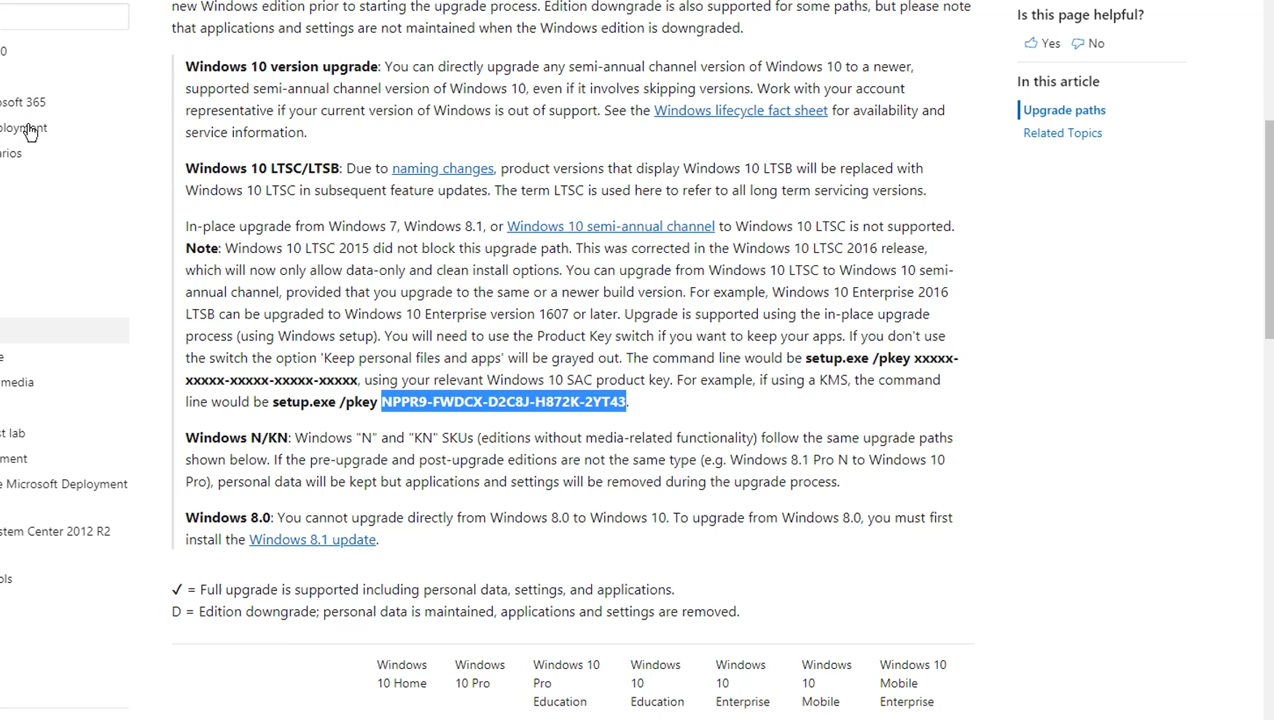 new Windows edition prior to starting the upgrade process. Edition downgrade is also supported for some paths, but please note
that applications and settings are not maintained when the Windows edition is downgraded.
Windows 10 version upgrade: You can directly upgrade any semi-annual channel version of Windows 10 to a newer,
supported semi-annual channel version of Windows 10, even if it involves skipping versions. Work with your account
representative if your current version of Windows is out of support. See the Windows lifecycle fact sheet for availability and
service information.
Windows 10 LTSC/LTSB: Due to naming changes, product versions that display Windows 10 LTSB will be replaced with
Windows 10 LTSC in subsequent feature updates. The term LTSC is used here to refer to all long term servicing versions.
In-place upgrade from Windows 7, Windows 8.1, or Windows 10 semi-annual channel to Windows 10 LTSC is not supported.
Note: Windows 10 LTSC 2015 did not block this upgrade path. This was corrected in the Windows 10 LTSC 2016 release,
which will now only allow data-only and clean install options. You can upgrade from Windows 10 LTSC to Windows 10 semi-
annual channel, provided that you upgrade to the same or a newer build version. For example, Windows 10 Enterprise 2016
LTSB can be upgraded to Windows 10 Enterprise version 1607 or later. Upgrade is supported using the in-place upgrade
process (using Windows setup). You will need to use the Product Key switch if you want to keep your apps. If you don't use
the switch the option 'Keep personal files and apps' will be grayed out. The command line would be setup.exe /pkey xxxxx-
xxxxx-xxxxx-xxxxx-xxxxx, using your relevant Windows 10 SAC product key. For example, if using a KMS, the command
line would be setup.exe /pkey NPPR9-FWDCX-D2C8J-H872K-2YT43.
Windows N/KN: Windows "N" and "KN" SKUs (editions without media-related functionality) follow the same upgrade paths
shown below. If the pre-upgrade and post-upgrade editions are not the same type (e.g. Windows 8.1 Pro N to Windows 10
Pro), personal data will be kept but applications and settings will be removed during the upgrade process.
Windows 8.0: You cannot upgrade directly from Windows 8.0 to Windows 10. To upgrade from Windows 8.0, you must first
install the Windows 8.1 update.
✓ = Full upgrade is supported including personal data, settings, and applications.
D = Edition downgrade; personal data is maintained, applications and settings are removed.
Windows 10 Home
Windows 10 Pro
Windows 10 Pro Education
Windows 10 Education
Windows 10 Enterprise
Windows 10 Mobile
Windows 10 Mobile Enterprise
Is this page helpful?
Yes No
In this article
Upgrade paths
Related Topics
0
osoft 365
ployment
arios
e
media
t lab
ment
e Microsoft Deployment
stem Center 2012 R2
ols